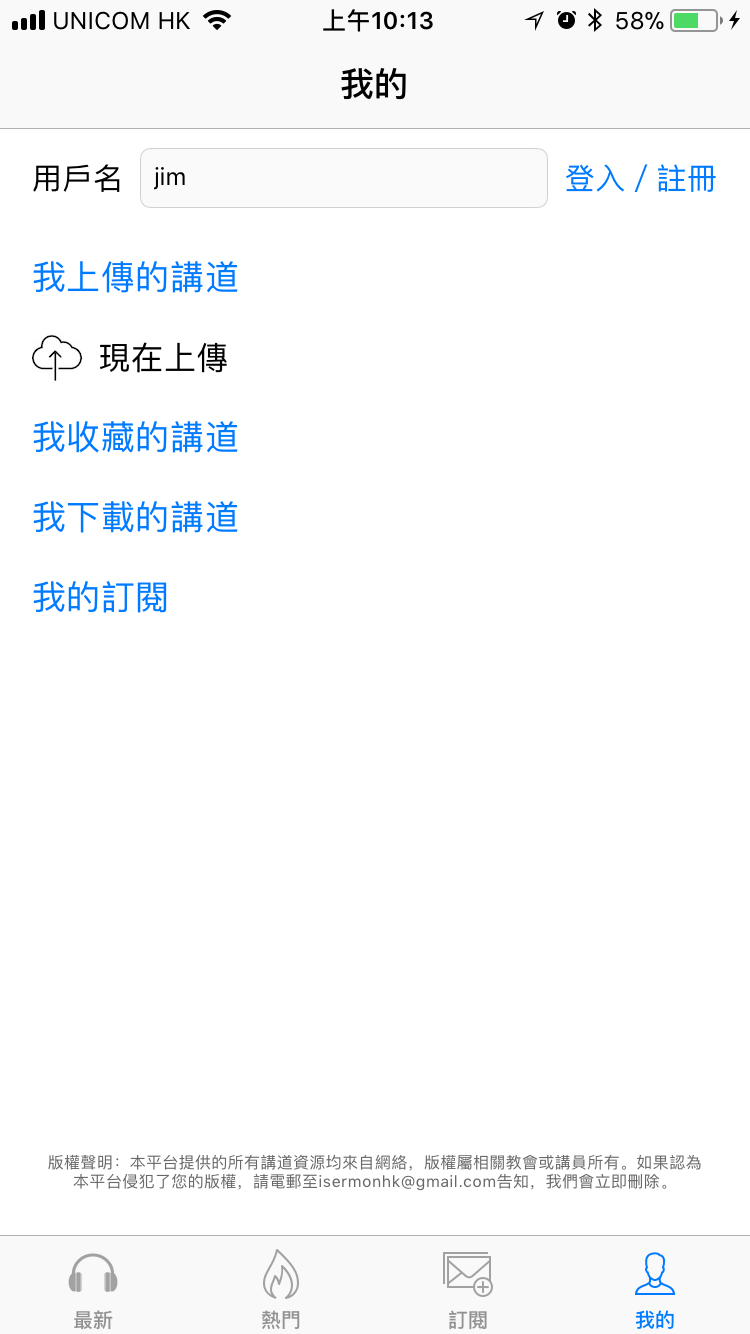 UNICOM HK 上午10:13 58%
我的
用戶名 jim 登入 / 註冊
我上傳的講道
現在上傳
我收藏的講道
我下載的講道
我的訂閱
版權聲明：本平台提供的所有講道資源均來自網絡，版權屬相關教會或講員所有。如果認為
本平台侵犯了您的版權，請電郵至isermonhk@gmail.com告知，我們會立即刪除。
最新 熱門 訂閱 我的